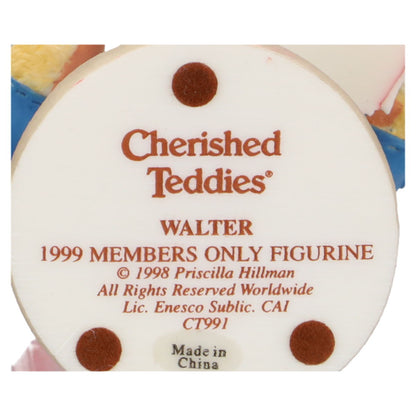 Cherished
Teddies®
WALTER
1999 MEMBERS ONLY FIGURINE
© 1998 Priscilla Hillman
All Rights Reserved Worldwide
Lic. Enesco Sublic. CAI
CT991
Made in
China